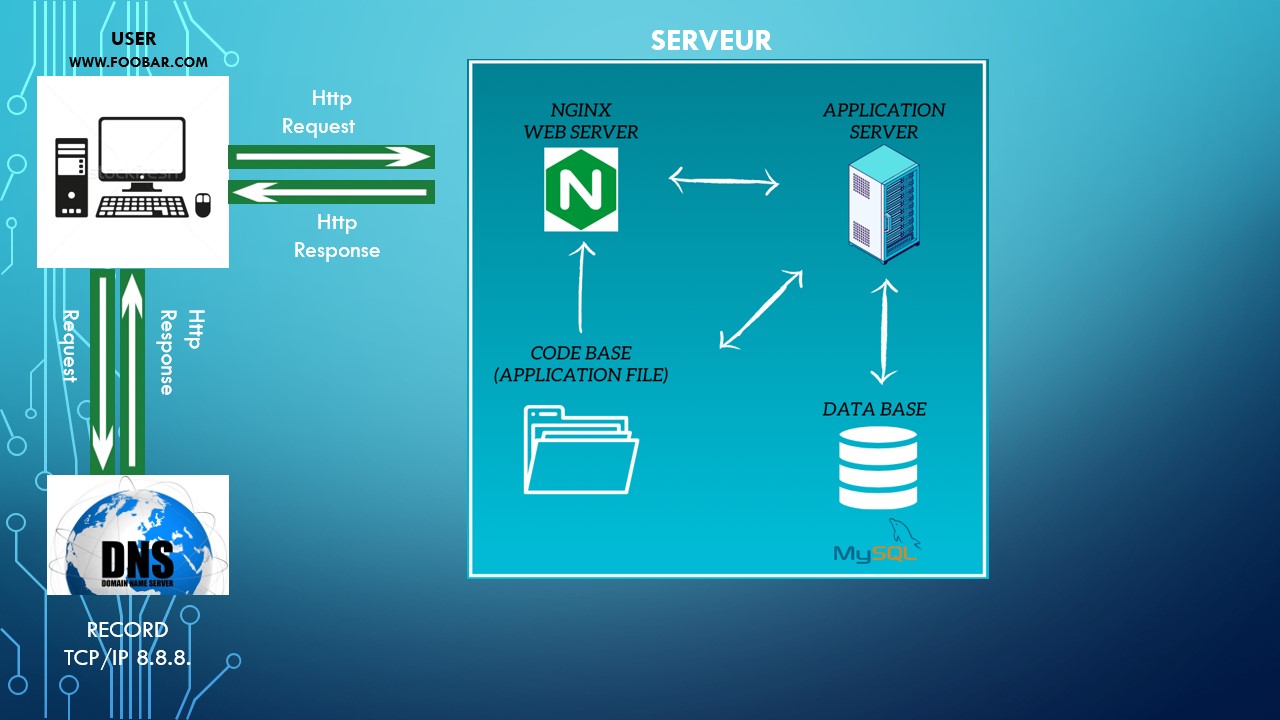 USER
WWW.FOOBAR.COM
SERVEUR
Http
Request
Http
Response
NGINX
WEB SERVER
APPLICATION
SERVER
N
CODE BASE
(APPLICATION FILE)
DATA BASE
MySQL
Request
Http
Response
DNS
DOMAIN NAME SERVER
RECORD
TCP/IP 8.8.8.